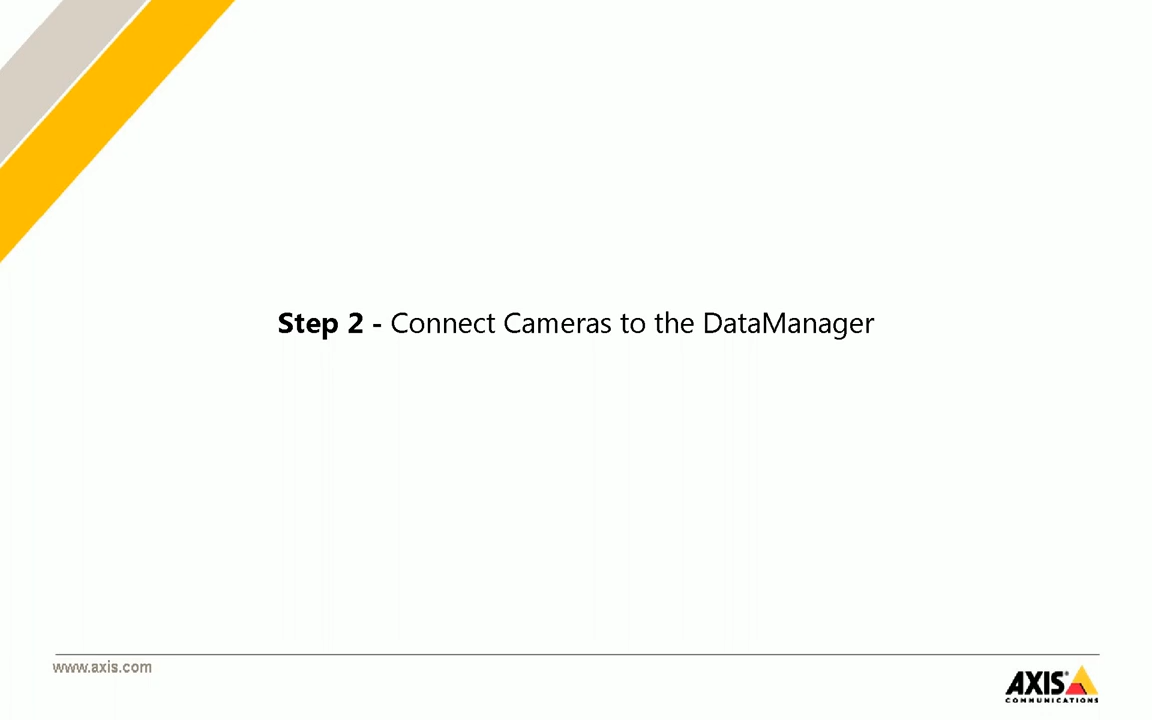 Step 2 - Connect Cameras to the DataManager
www.axis.com
AXIS
COMMUNICATIONS